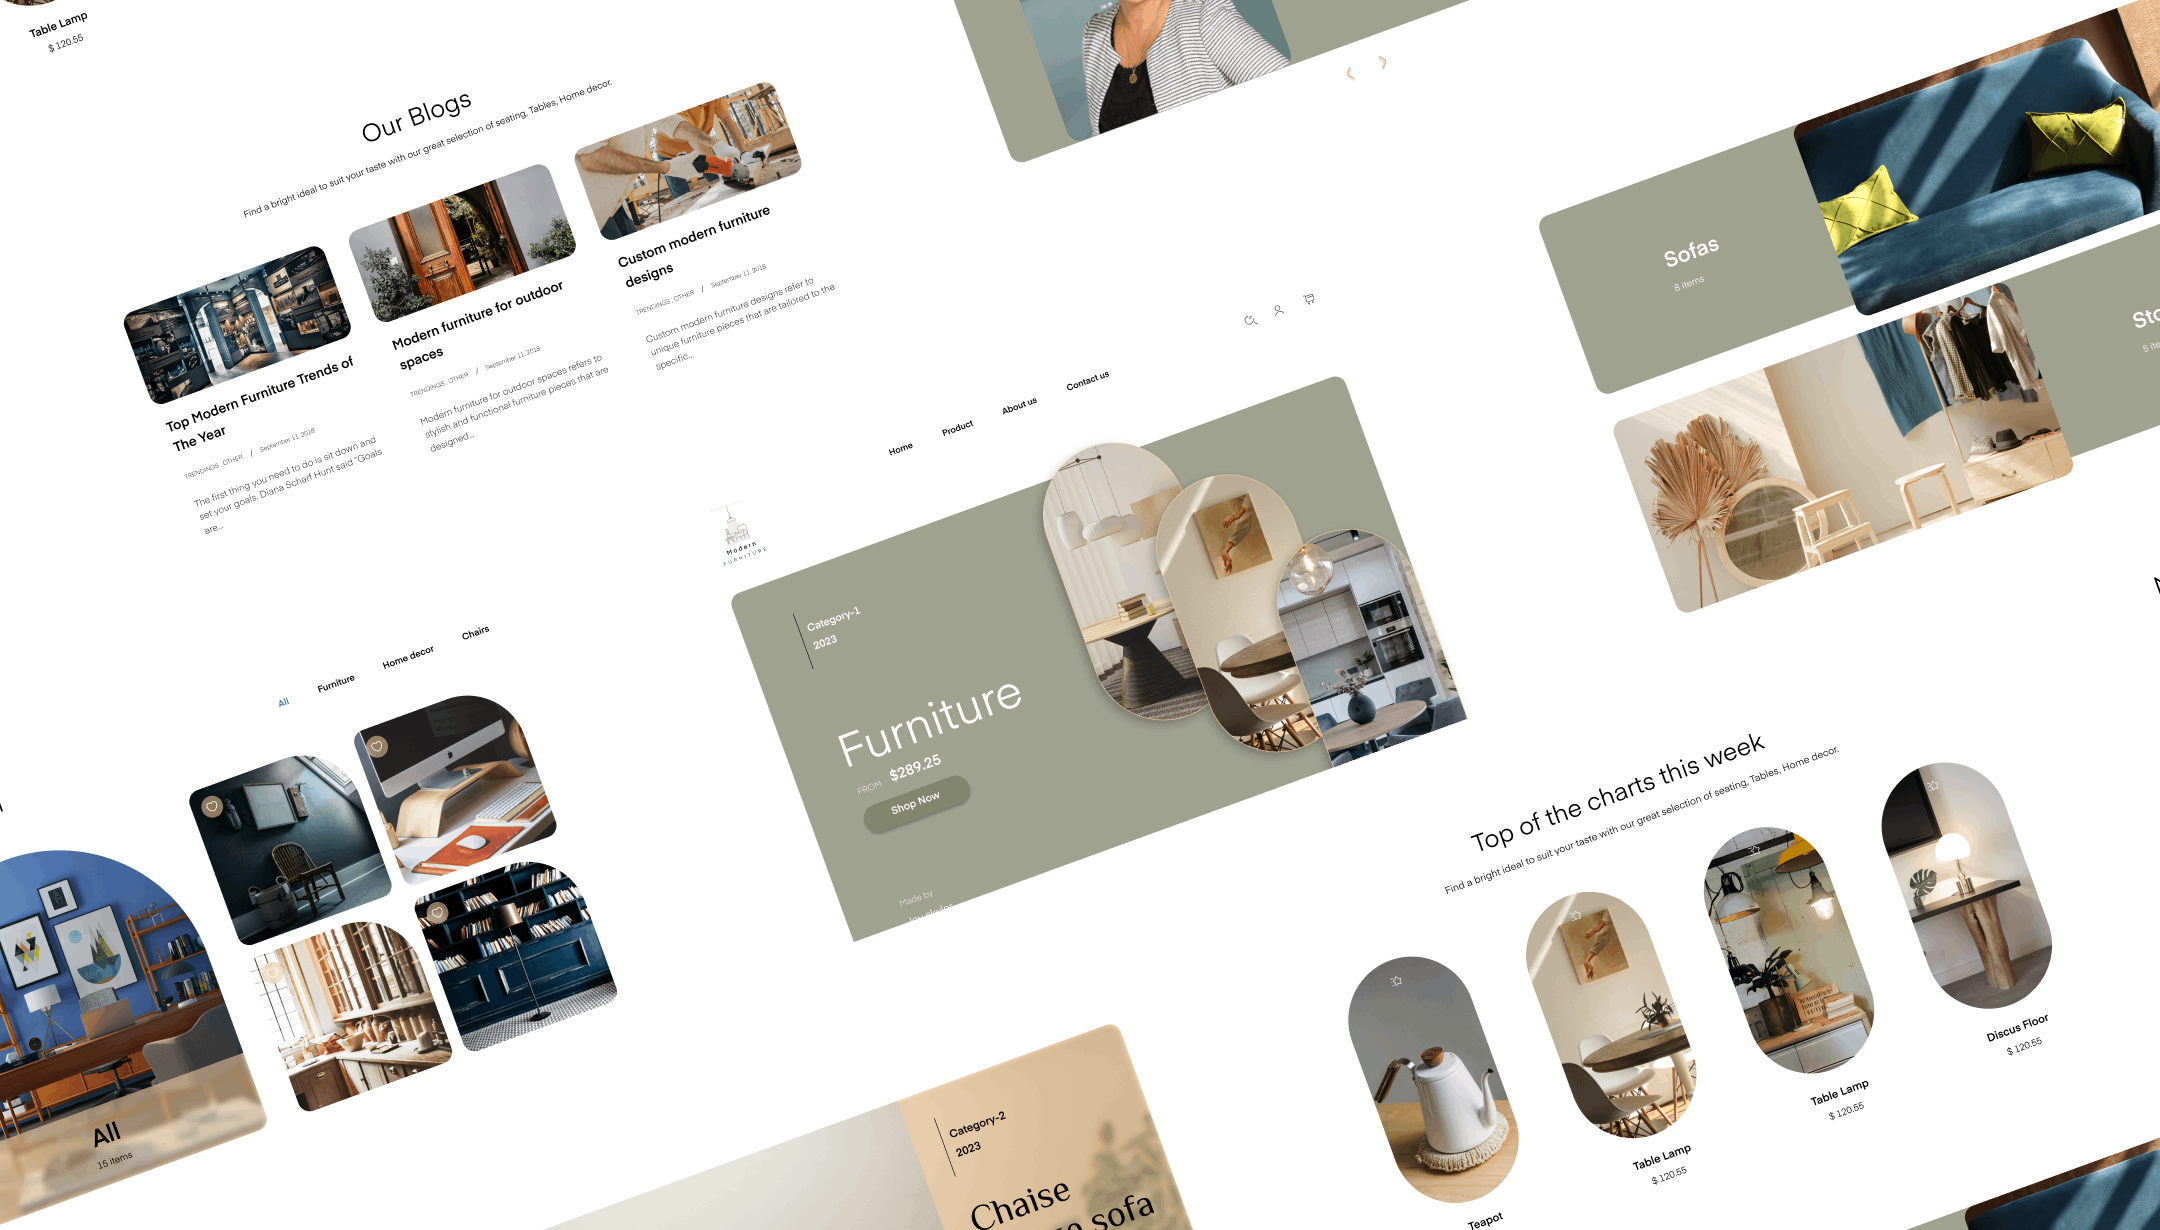 Table Lamp
$ 120.55
Our Blogs
Find a bright ideal to suit your taste with our great selection of seating, Tables, Home decor.
Top Modern Furniture Trends of
The Year
TRENDINGS, OTHER / September 11, 2018
The first thing you need to do is sit down and
set your goals. Diana Scharf Hunt said "Goals
are...
Modern furniture for outdoor
spaces
TRENDINGS, OTHER / September 11, 2018
Modern furniture for outdoor spaces refers to
stylish and functional furniture pieces that are
designed...
Custom modern furniture
designs
TRENDINGS, OTHER / September 11, 2018
Custom modern furniture designs refer to
unique furniture pieces that are tailored to the
specific...
Sofas
8 items
Modern
FURNITURE
Home
Product
About us
Contact us
Category-1
2023
Furniture
FROM $289.25
Shop Now
Made by
All
Furniture
Home decor
Chairs
All
15 items
Category-2
2023
Chaise
sofa
Top of the charts this week
Find a bright ideal to suit your taste with our great selection of seating, Tables, Home decor.
Teapot
Table Lamp
$ 120.55
Table Lamp
$ 120.55
Discus Floor
$ 120.55